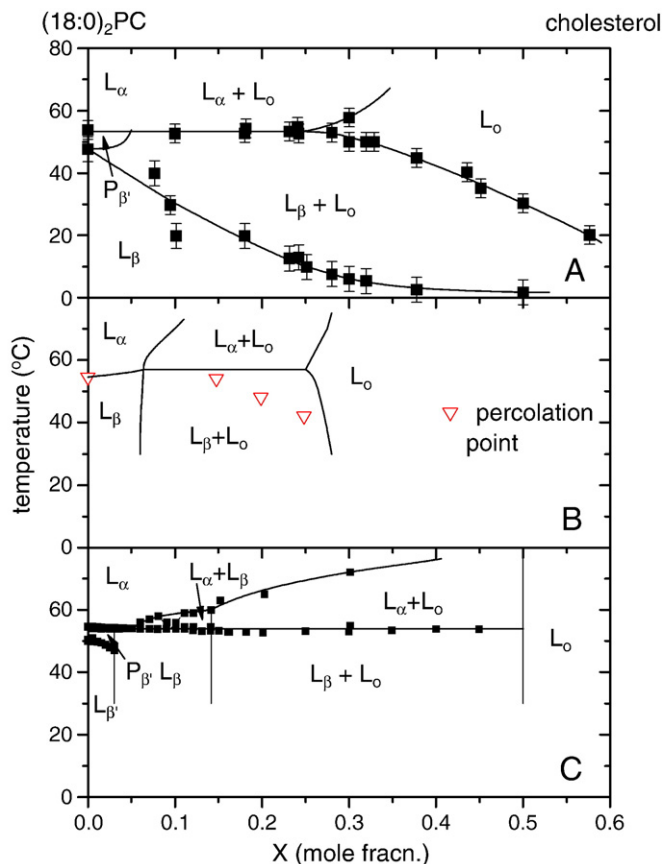 (18:0)₂PC cholesterol
80
Lα
Lα + Lo
60
Lo
40
Pβ'
Lβ + Lo
20
Lβ
A
0
Lα
Lα+Lo
60
Lo
40
Lβ
▽ percolation
point
Lβ+Lo
20
B
0
Lα
Lα+Lβ
60
Lα+Lo
Lo
Pβ' Lβ
40
Lβ'
Lβ + Lo
20
C
0
0.0 0.1 0.2 0.3 0.4 0.5 0.6
X (mole fracn.)
temperature (ºC)